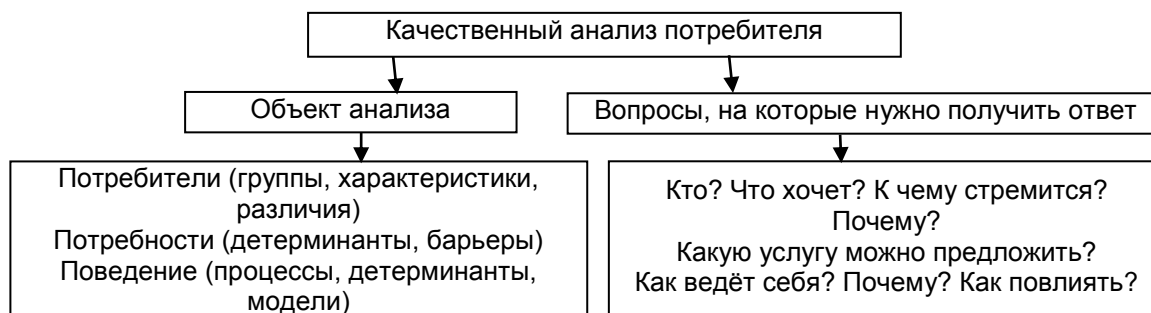 Качественный анализ потребителя
Объект анализа
Вопросы, на которые нужно получить ответ
Потребители (группы, характеристики,
различия)
Потребности (детерминанты, барьеры)
Поведение (процессы, детерминанты,
модели)
Кто? Что хочет? К чему стремится?
Почему?
Какую услугу можно предложить?
Как ведёт себя? Почему? Как повлиять?